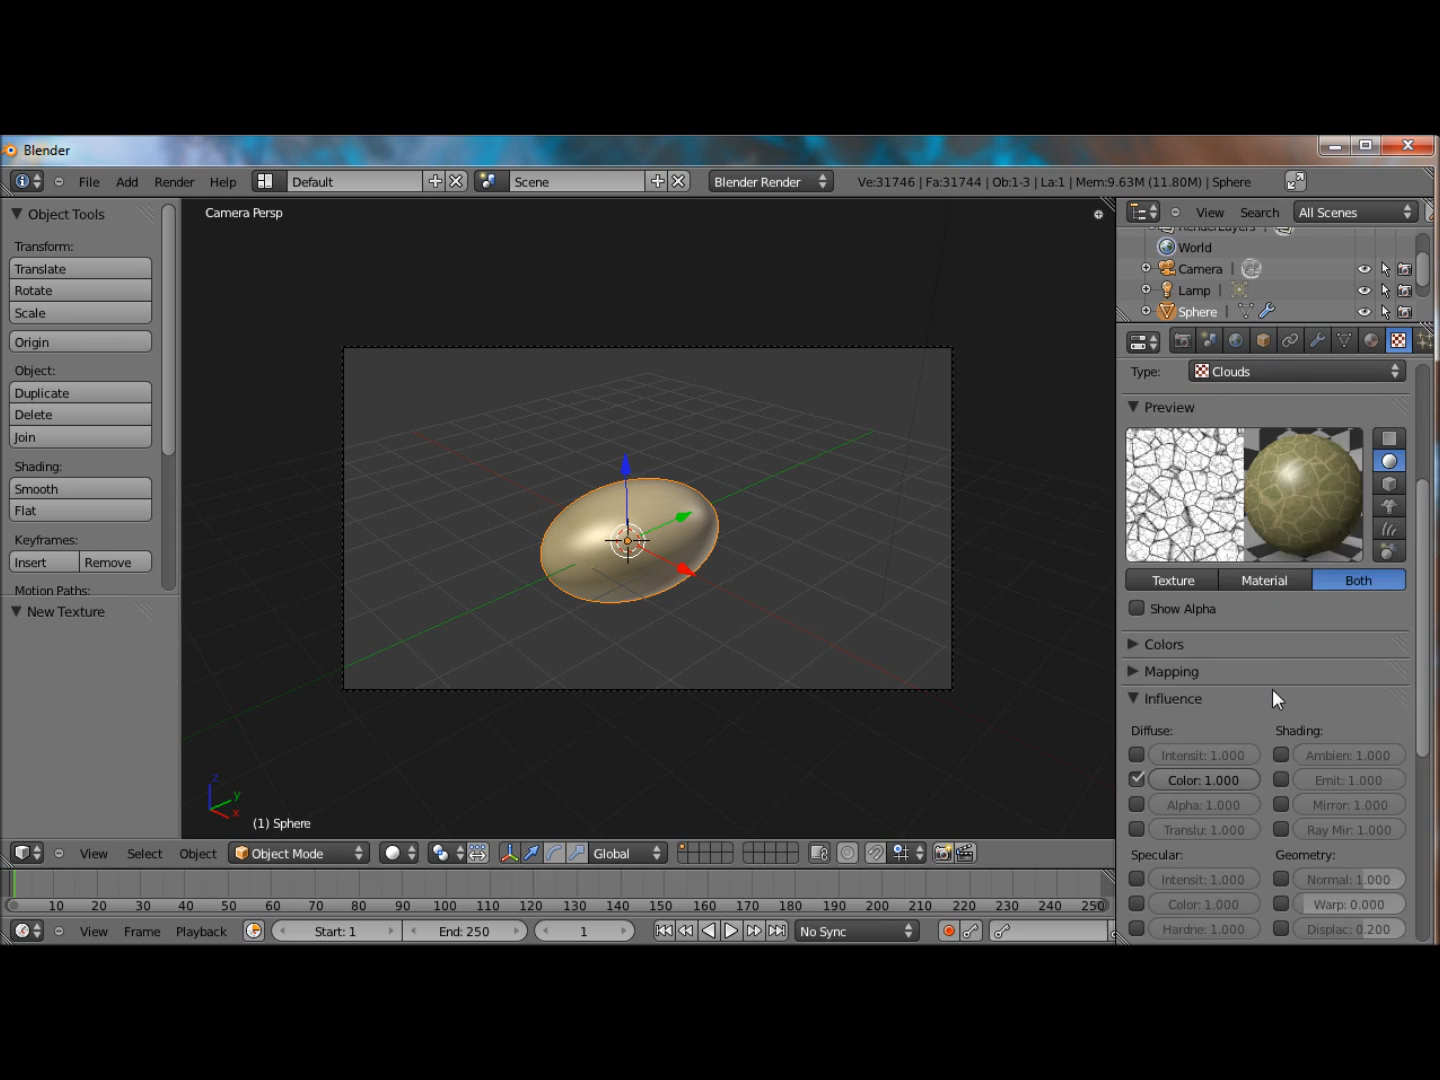 Blender
File Add Render Help Default Scene Blender Render Ve:31746 | Fa:31744 | Ob:1-3 | La:1 | Mem:9.63M (11.80M) | Sphere
Object Tools
Transform:
Translate
Rotate
Scale
Origin
Object:
Duplicate
Delete
Join
Shading:
Smooth
Flat
Keyframes:
Insert Remove
Motion Paths:
New Texture
Camera Persp
z
y
x
(1) Sphere
View Select Object Object Mode Global
10 20 30 40 50 60 70 80 90 100 110 120 130 140 150 160 170 180 190 200 210 220 230 240 250
View Frame Playback Start: 1 End: 250 1 No Sync
View Search All Scenes
RenderLayers |
World
Camera |
Lamp |
Sphere |
Type: Clouds
Preview
Texture Material Both
Show Alpha
Colors
Mapping
Influence
Diffuse: Shading:
Intensit: 1.000 Ambien: 1.000
Color: 1.000 Emit: 1.000
Alpha: 1.000 Mirror: 1.000
Translu: 1.000 Ray Mir: 1.000
Specular: Geometry:
Intensit: 1.000 Normal: 1.000
Color: 1.000 Warp: 0.000
Hardne: 1.000 Displac: 0.200